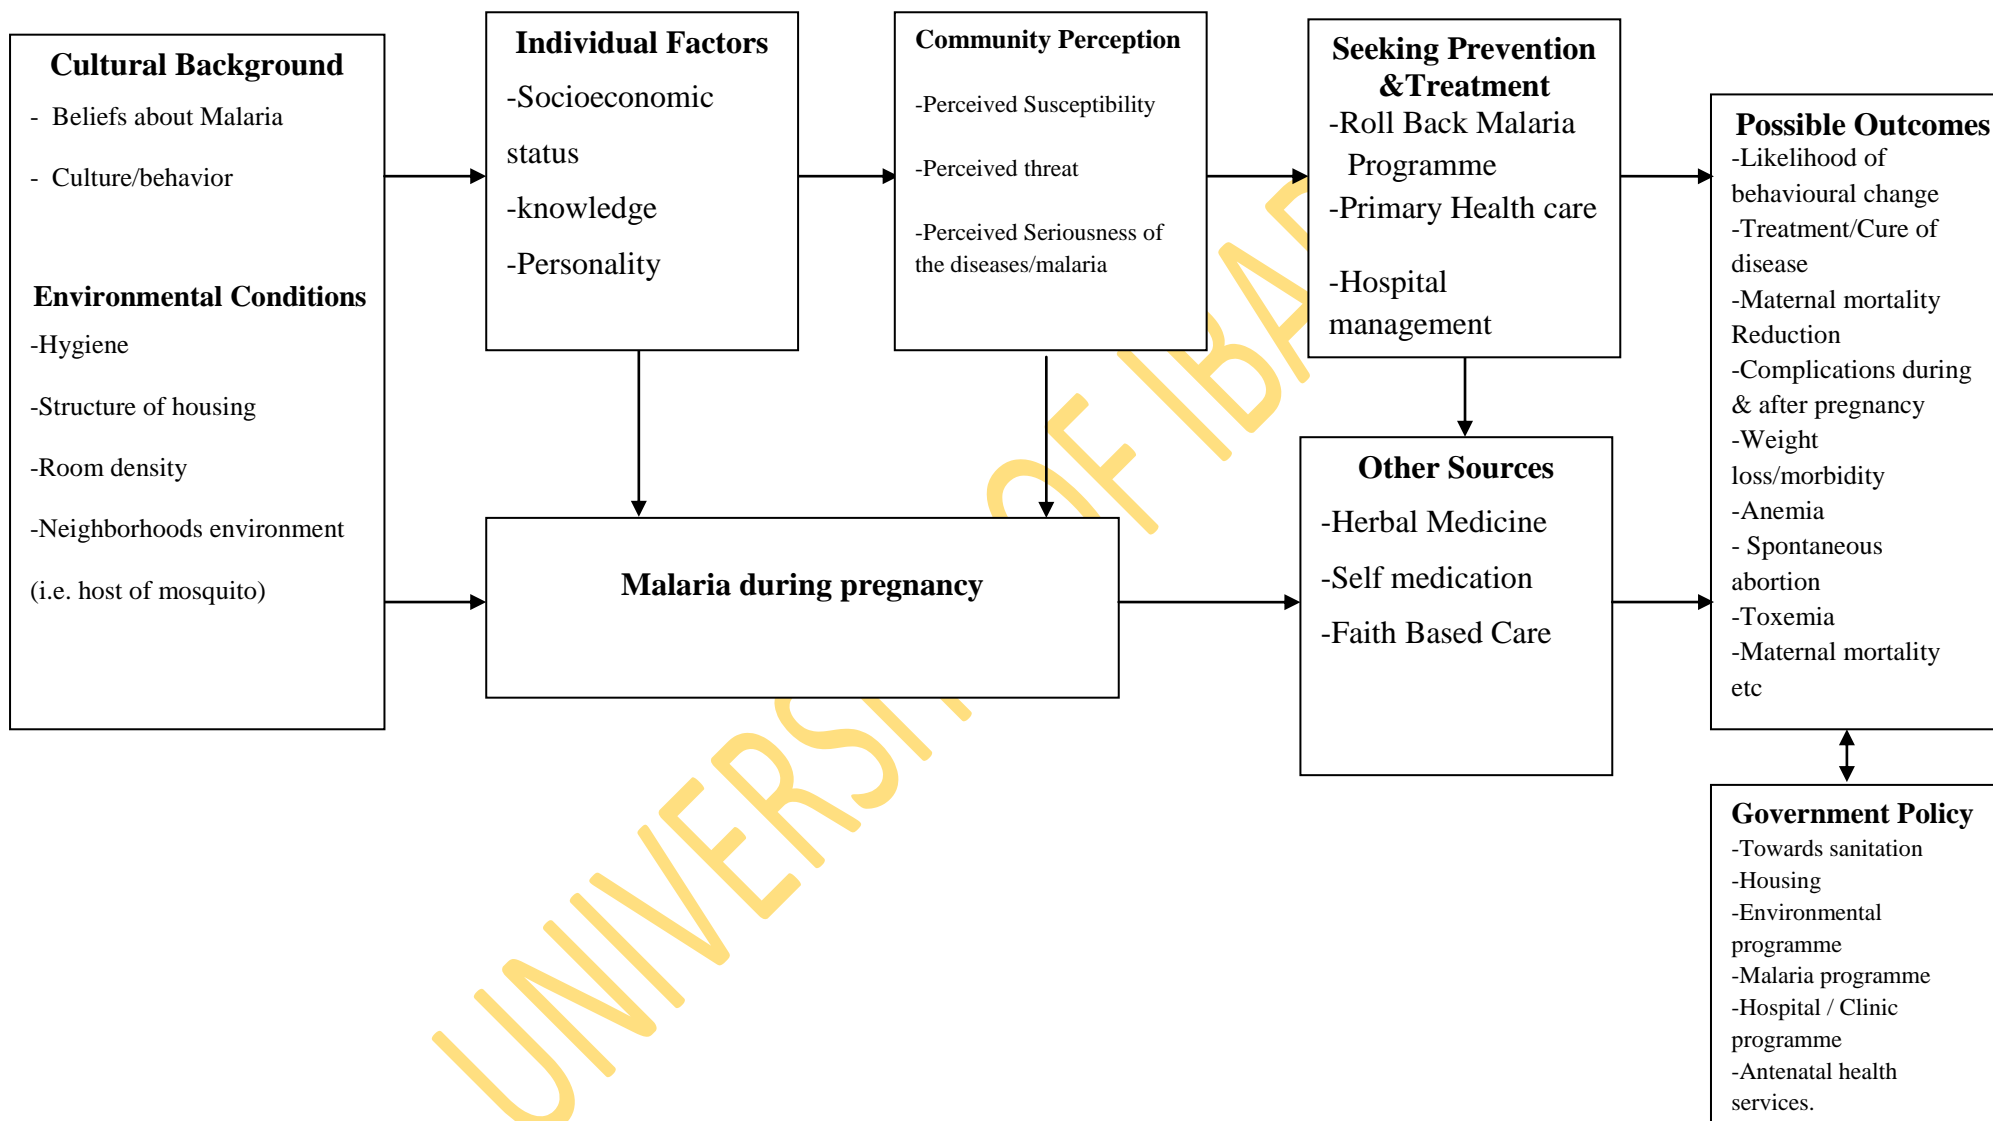 Cultural Background
- Beliefs about Malaria
- Culture/behavior
Environmental Conditions
-Hygiene
-Structure of housing
-Room density
-Neighborhoods environment
(i.e. host of mosquito)
Individual Factors
-Socioeconomic
status
-knowledge
-Personality
Community Perception
-Perceived Susceptibility
-Perceived threat
-Perceived Seriousness of
the diseases/malaria
Seeking Prevention
&Treatment
-Roll Back Malaria
Programme
-Primary Health care
-Hospital
management
Possible Outcomes
-Likelihood of
behavioural change
-Treatment/Cure of
disease
-Maternal mortality
Reduction
-Complications during
& after pregnancy
-Weight
loss/morbidity
-Anemia
- Spontaneous
abortion
-Toxemia
-Maternal mortality
etc
Malaria during pregnancy
Other Sources
-Herbal Medicine
-Self medication
-Faith Based Care
Government Policy
-Towards sanitation
-Housing
-Environmental
programme
-Malaria programme
-Hospital / Clinic
programme
-Antenatal health
services.
OF